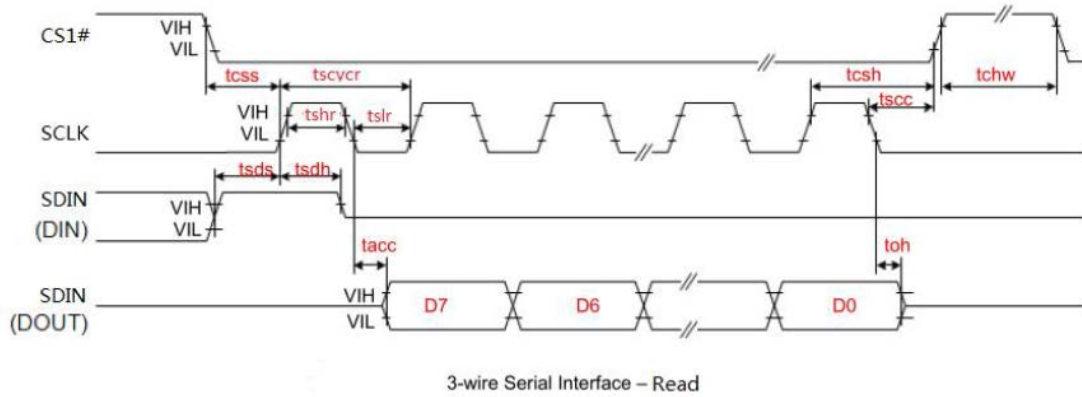 CS1#
VIH
VIL
tcss
tscycr
tcsh
tchw
tscc
SCLK
VIH
VIL
tshr
tslr
tsds
tsdh
SDIN
(DIN)
VIH
VIL
tacc
toh
SDIN
(DOUT)
VIH
VIL
D7
D6
D0
3-wire Serial Interface – Read